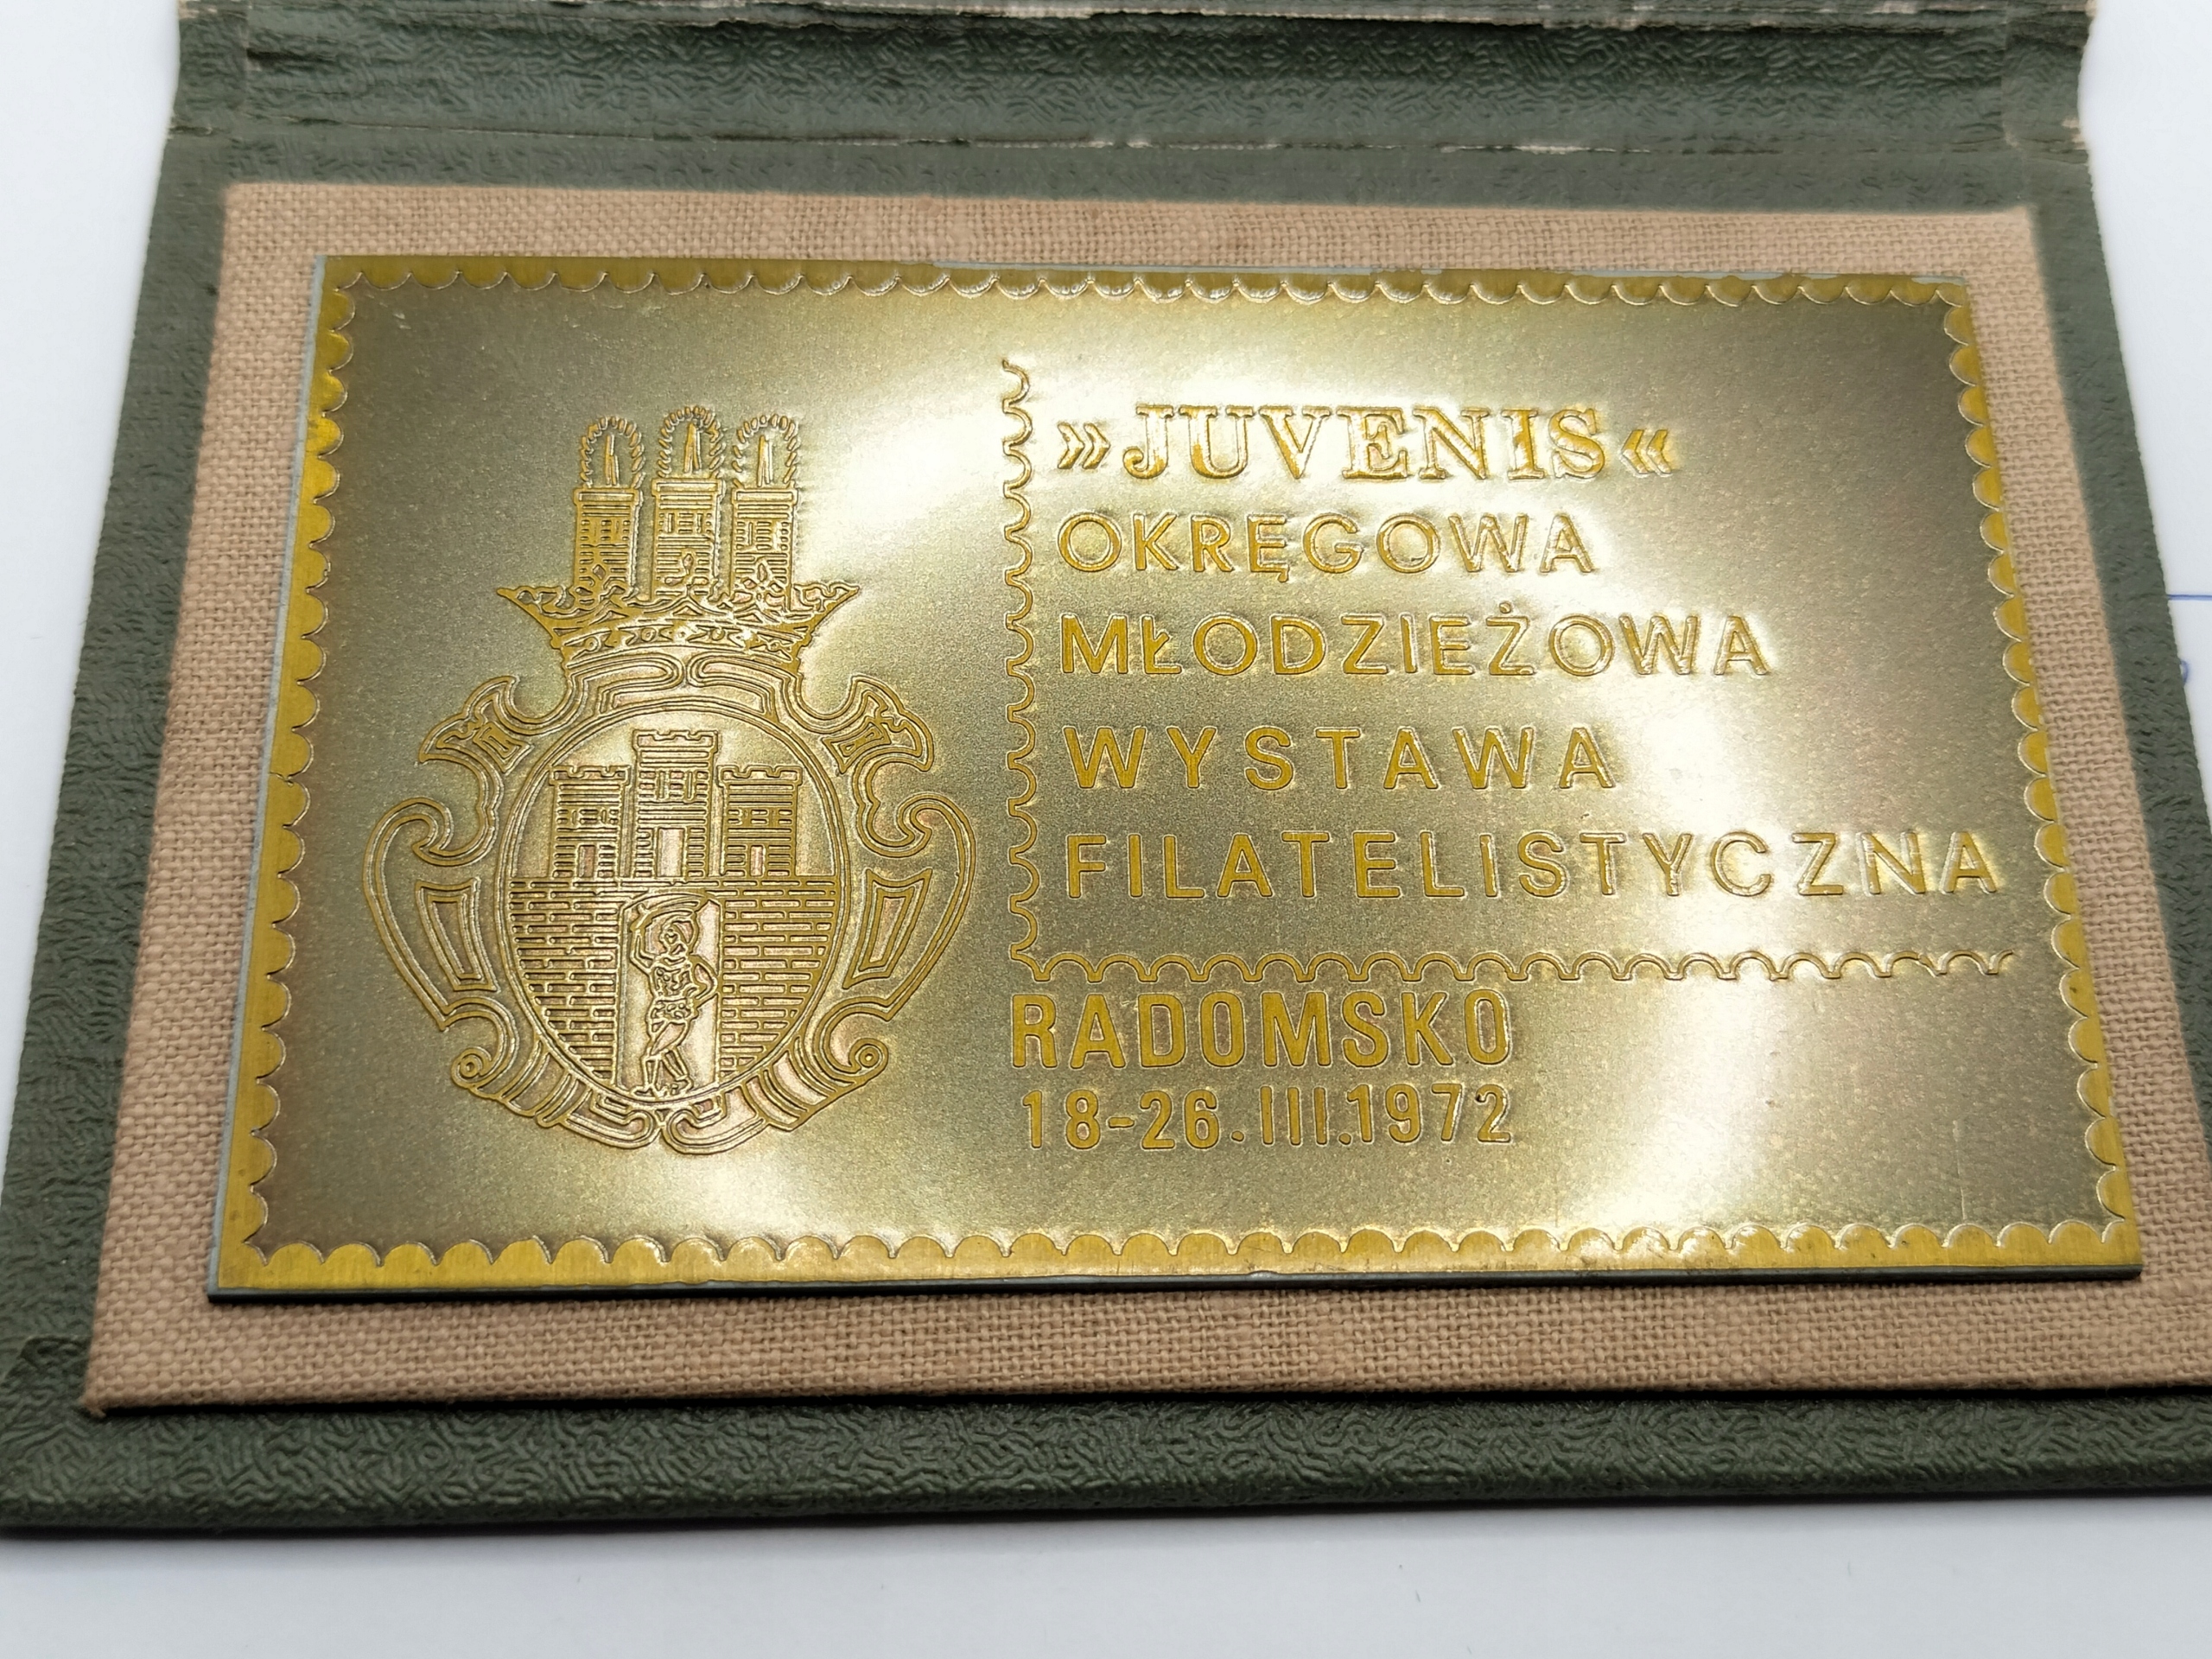 »JUVENIS«
OKRĘGOWA
MŁODZIEŻOWA
WYSTAWA
FILATELISTYCZNA
RADOMSKO
18-26.III.1972